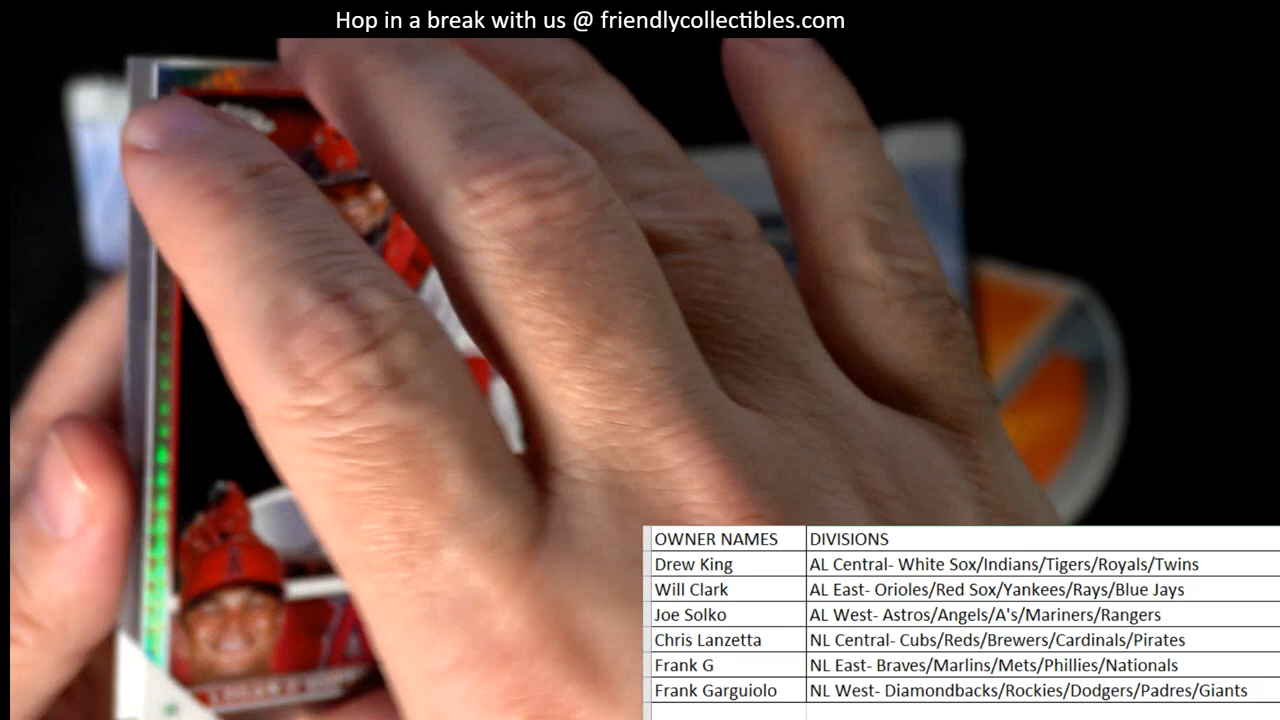 Hop in a break with us @ friendlycollectibles.com
OWNER NAMES DIVISIONS
Drew King AL Central- White Sox/Indians/Tigers/Royals/Twins
Will Clark AL East- Orioles/Red Sox/Yankees/Rays/Blue Jays
Joe Solko AL West- Astros/Angels/A's/Mariners/Rangers
Chris Lanzetta NL Central- Cubs/Reds/Brewers/Cardinals/Pirates
Frank G NL East- Braves/Marlins/Mets/Phillies/Nationals
Frank Garguiolo NL West- Diamondbacks/Rockies/Dodgers/Padres/Giants
LOGAN